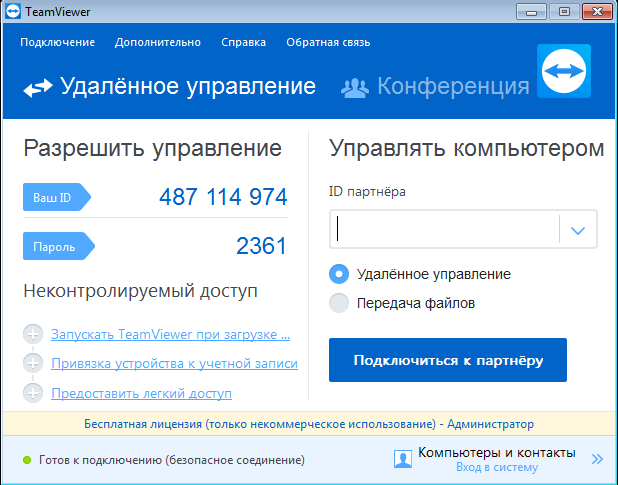 TeamViewer
Подключение Дополнительно Справка Обратная связь
Удалённое управление Конференция
Разрешить управление
Ваш ID 487 114 974
Пароль 2361
Неконтролируемый доступ
Запускать TeamViewer при загрузке ...
Привязка устройства к учетной записи
Предоставить легкий доступ
Управлять компьютером
ID партнёра
Удалённое управление
Передача файлов
Подключиться к партнёру
Бесплатная лицензия (только некоммерческое использование) - Администратор
Готов к подключению (безопасное соединение)
Компьютеры и контакты
Вход в систему